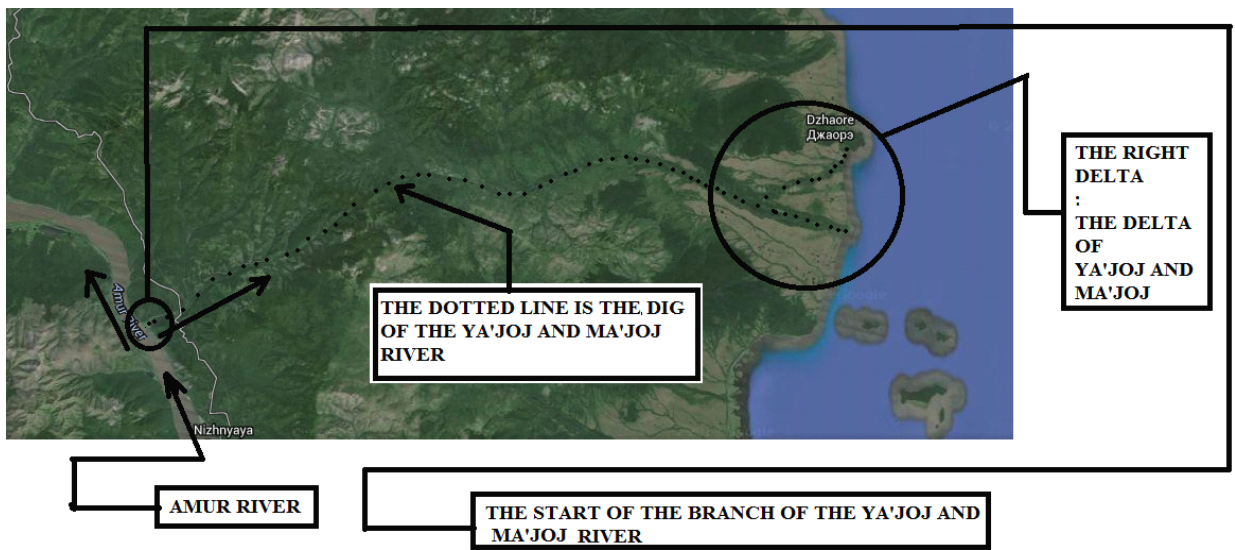 Dzhaore
Джаорэ
THE RIGHT
DELTA
:
THE DELTA
OF
YA'JOJ AND
MA'JOJ
Amur River
THE DOTTED LINE IS THE DIG
OF THE YA'JOJ AND MA'JOJ
RIVER
Nizhnyaya
AMUR RIVER
THE START OF THE BRANCH OF THE YA'JOJ AND
MA'JOJ RIVER